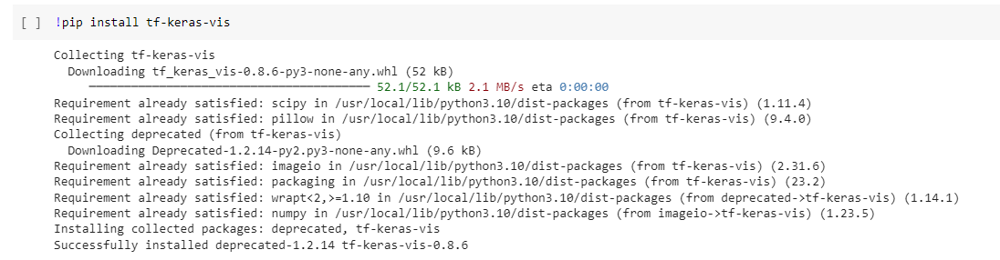 [ ] !pip install tf-keras-vis
Collecting tf-keras-vis
Downloading tf_keras_vis-0.8.6-py3-none-any.whl (52 kB)
52.1/52.1 kB 2.1 MB/s eta 0:00:00
Requirement already satisfied: scipy in /usr/local/lib/python3.10/dist-packages (from tf-keras-vis) (1.11.4)
Requirement already satisfied: pillow in /usr/local/lib/python3.10/dist-packages (from tf-keras-vis) (9.4.0)
Collecting deprecated (from tf-keras-vis)
Downloading Deprecated-1.2.14-py2.py3-none-any.whl (9.6 kB)
Requirement already satisfied: imageio in /usr/local/lib/python3.10/dist-packages (from tf-keras-vis) (2.31.6)
Requirement already satisfied: packaging in /usr/local/lib/python3.10/dist-packages (from tf-keras-vis) (23.2)
Requirement already satisfied: wrapt<2,>=1.10 in /usr/local/lib/python3.10/dist-packages (from deprecated->tf-keras-vis) (1.14.1)
Requirement already satisfied: numpy in /usr/local/lib/python3.10/dist-packages (from imageio->tf-keras-vis) (1.23.5)
Installing collected packages: deprecated, tf-keras-vis
Successfully installed deprecated-1.2.14 tf-keras-vis-0.8.6